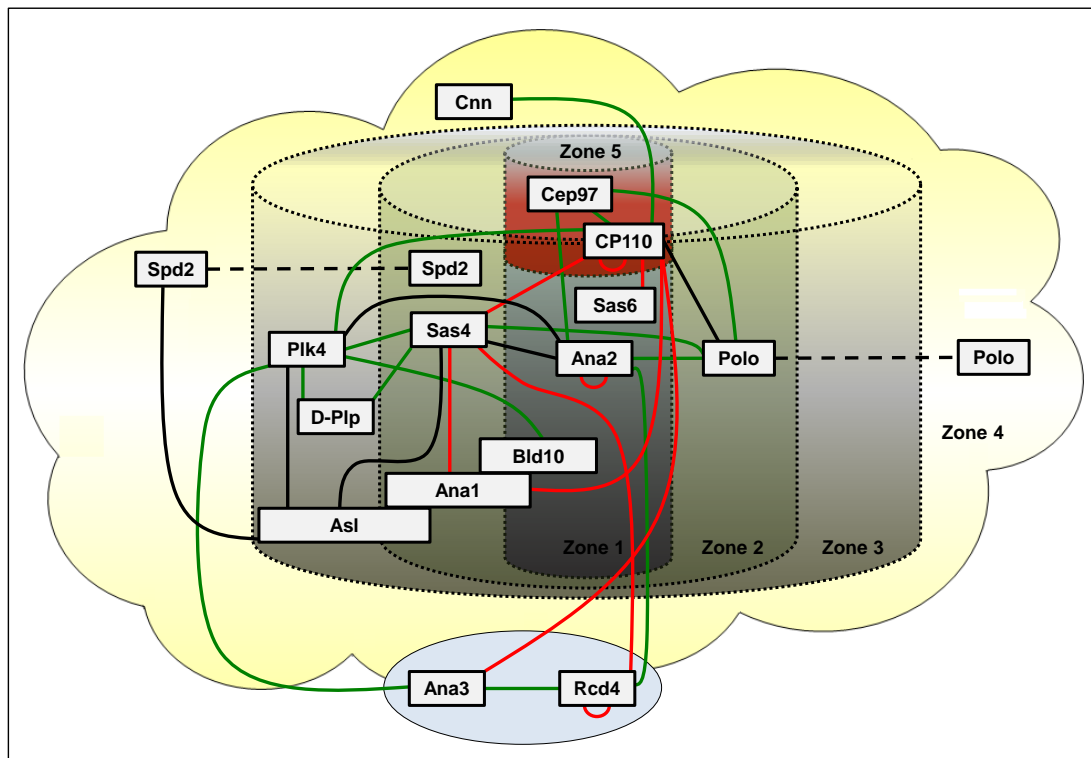 Cnn
Zone 5
Cep97
CP110
Spd2
Spd2
Sas6
Sas4
Plk4
Ana2
Polo
Polo
D-Plp
Zone 4
Bld10
Ana1
Asl
Zone 1
Zone 2
Zone 3
Ana3
Rcd4